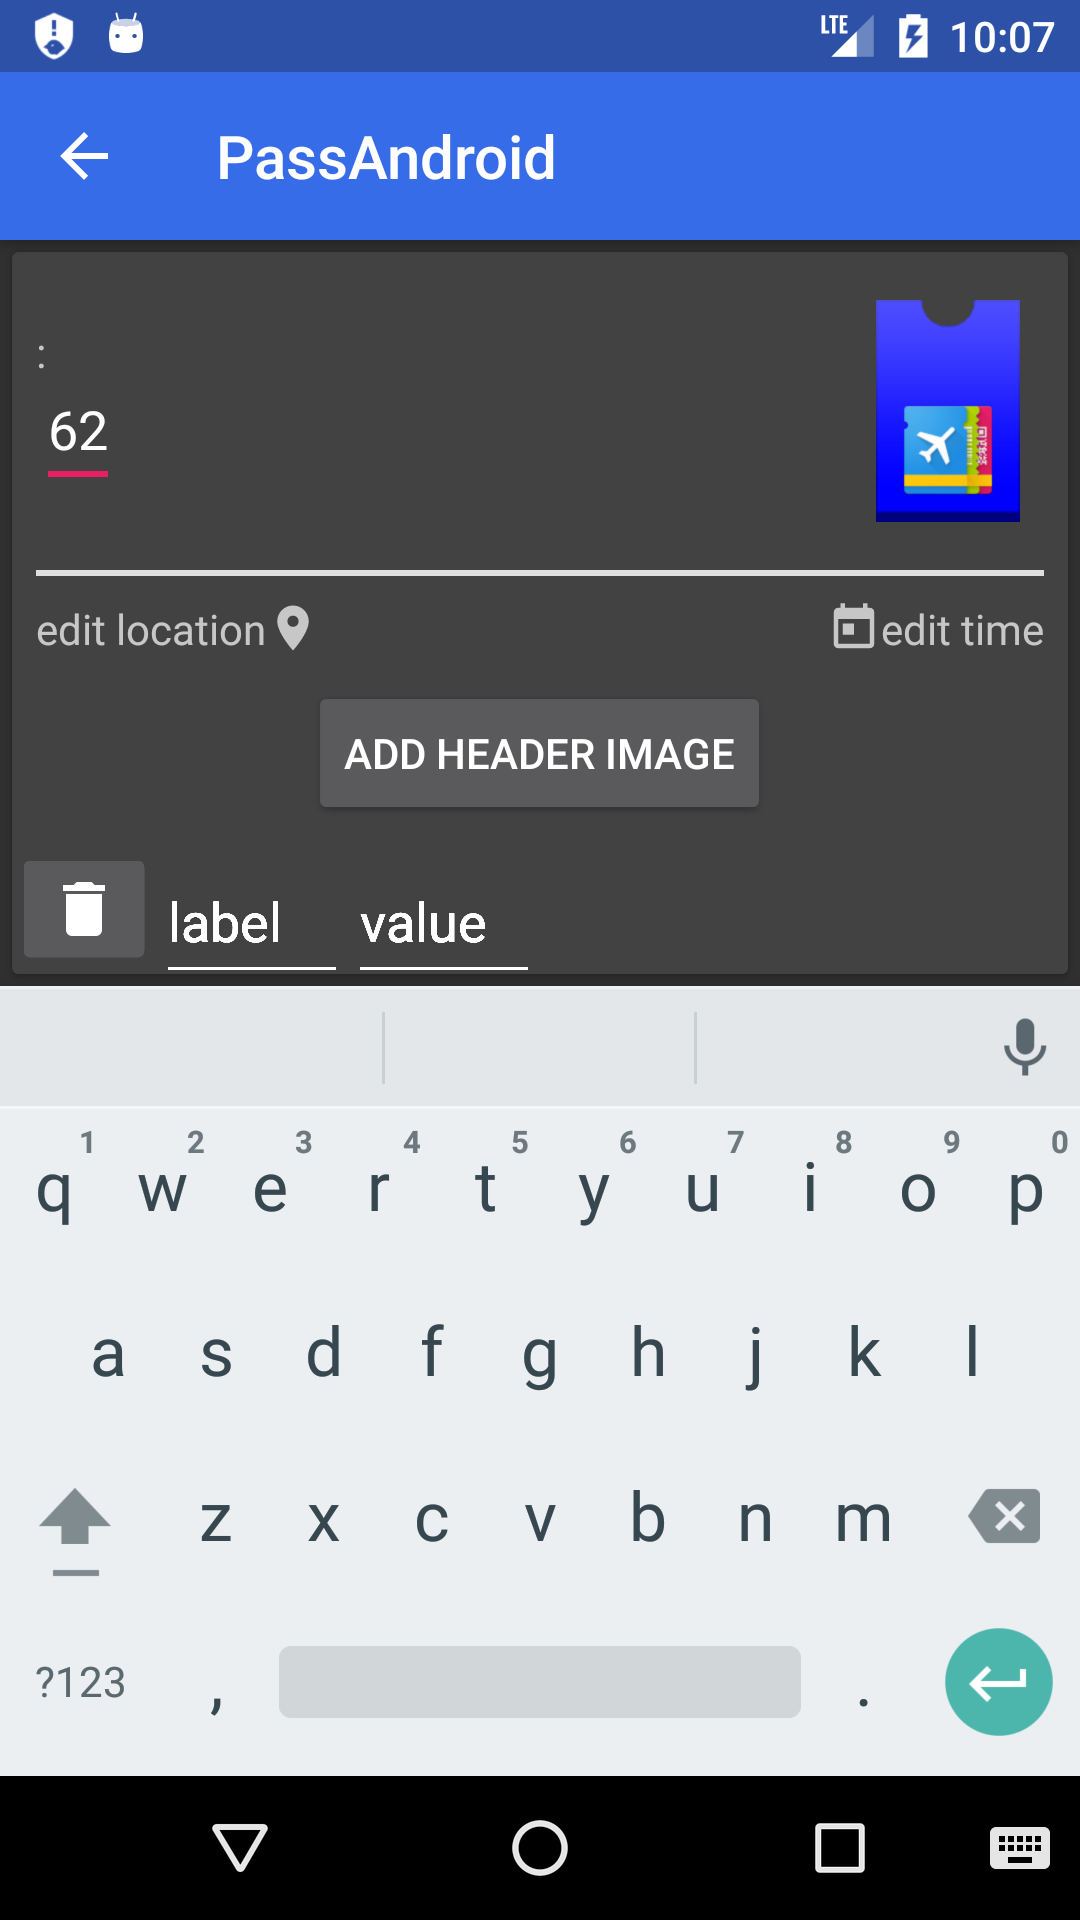 LTE 10:07
PassAndroid
:
62
edit location edit time
ADD HEADER IMAGE
label value
1 2 3 4 5 6 7 8 9 0
q w e r t y u i o p
a s d f g h j k l
z x c v b n m
?123 , .